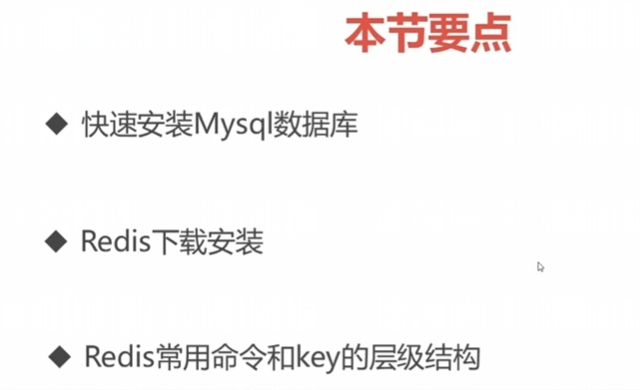 本节要点
快速安装Mysql数据库
Redis下载安装
Redis常用命令和key的层级结构